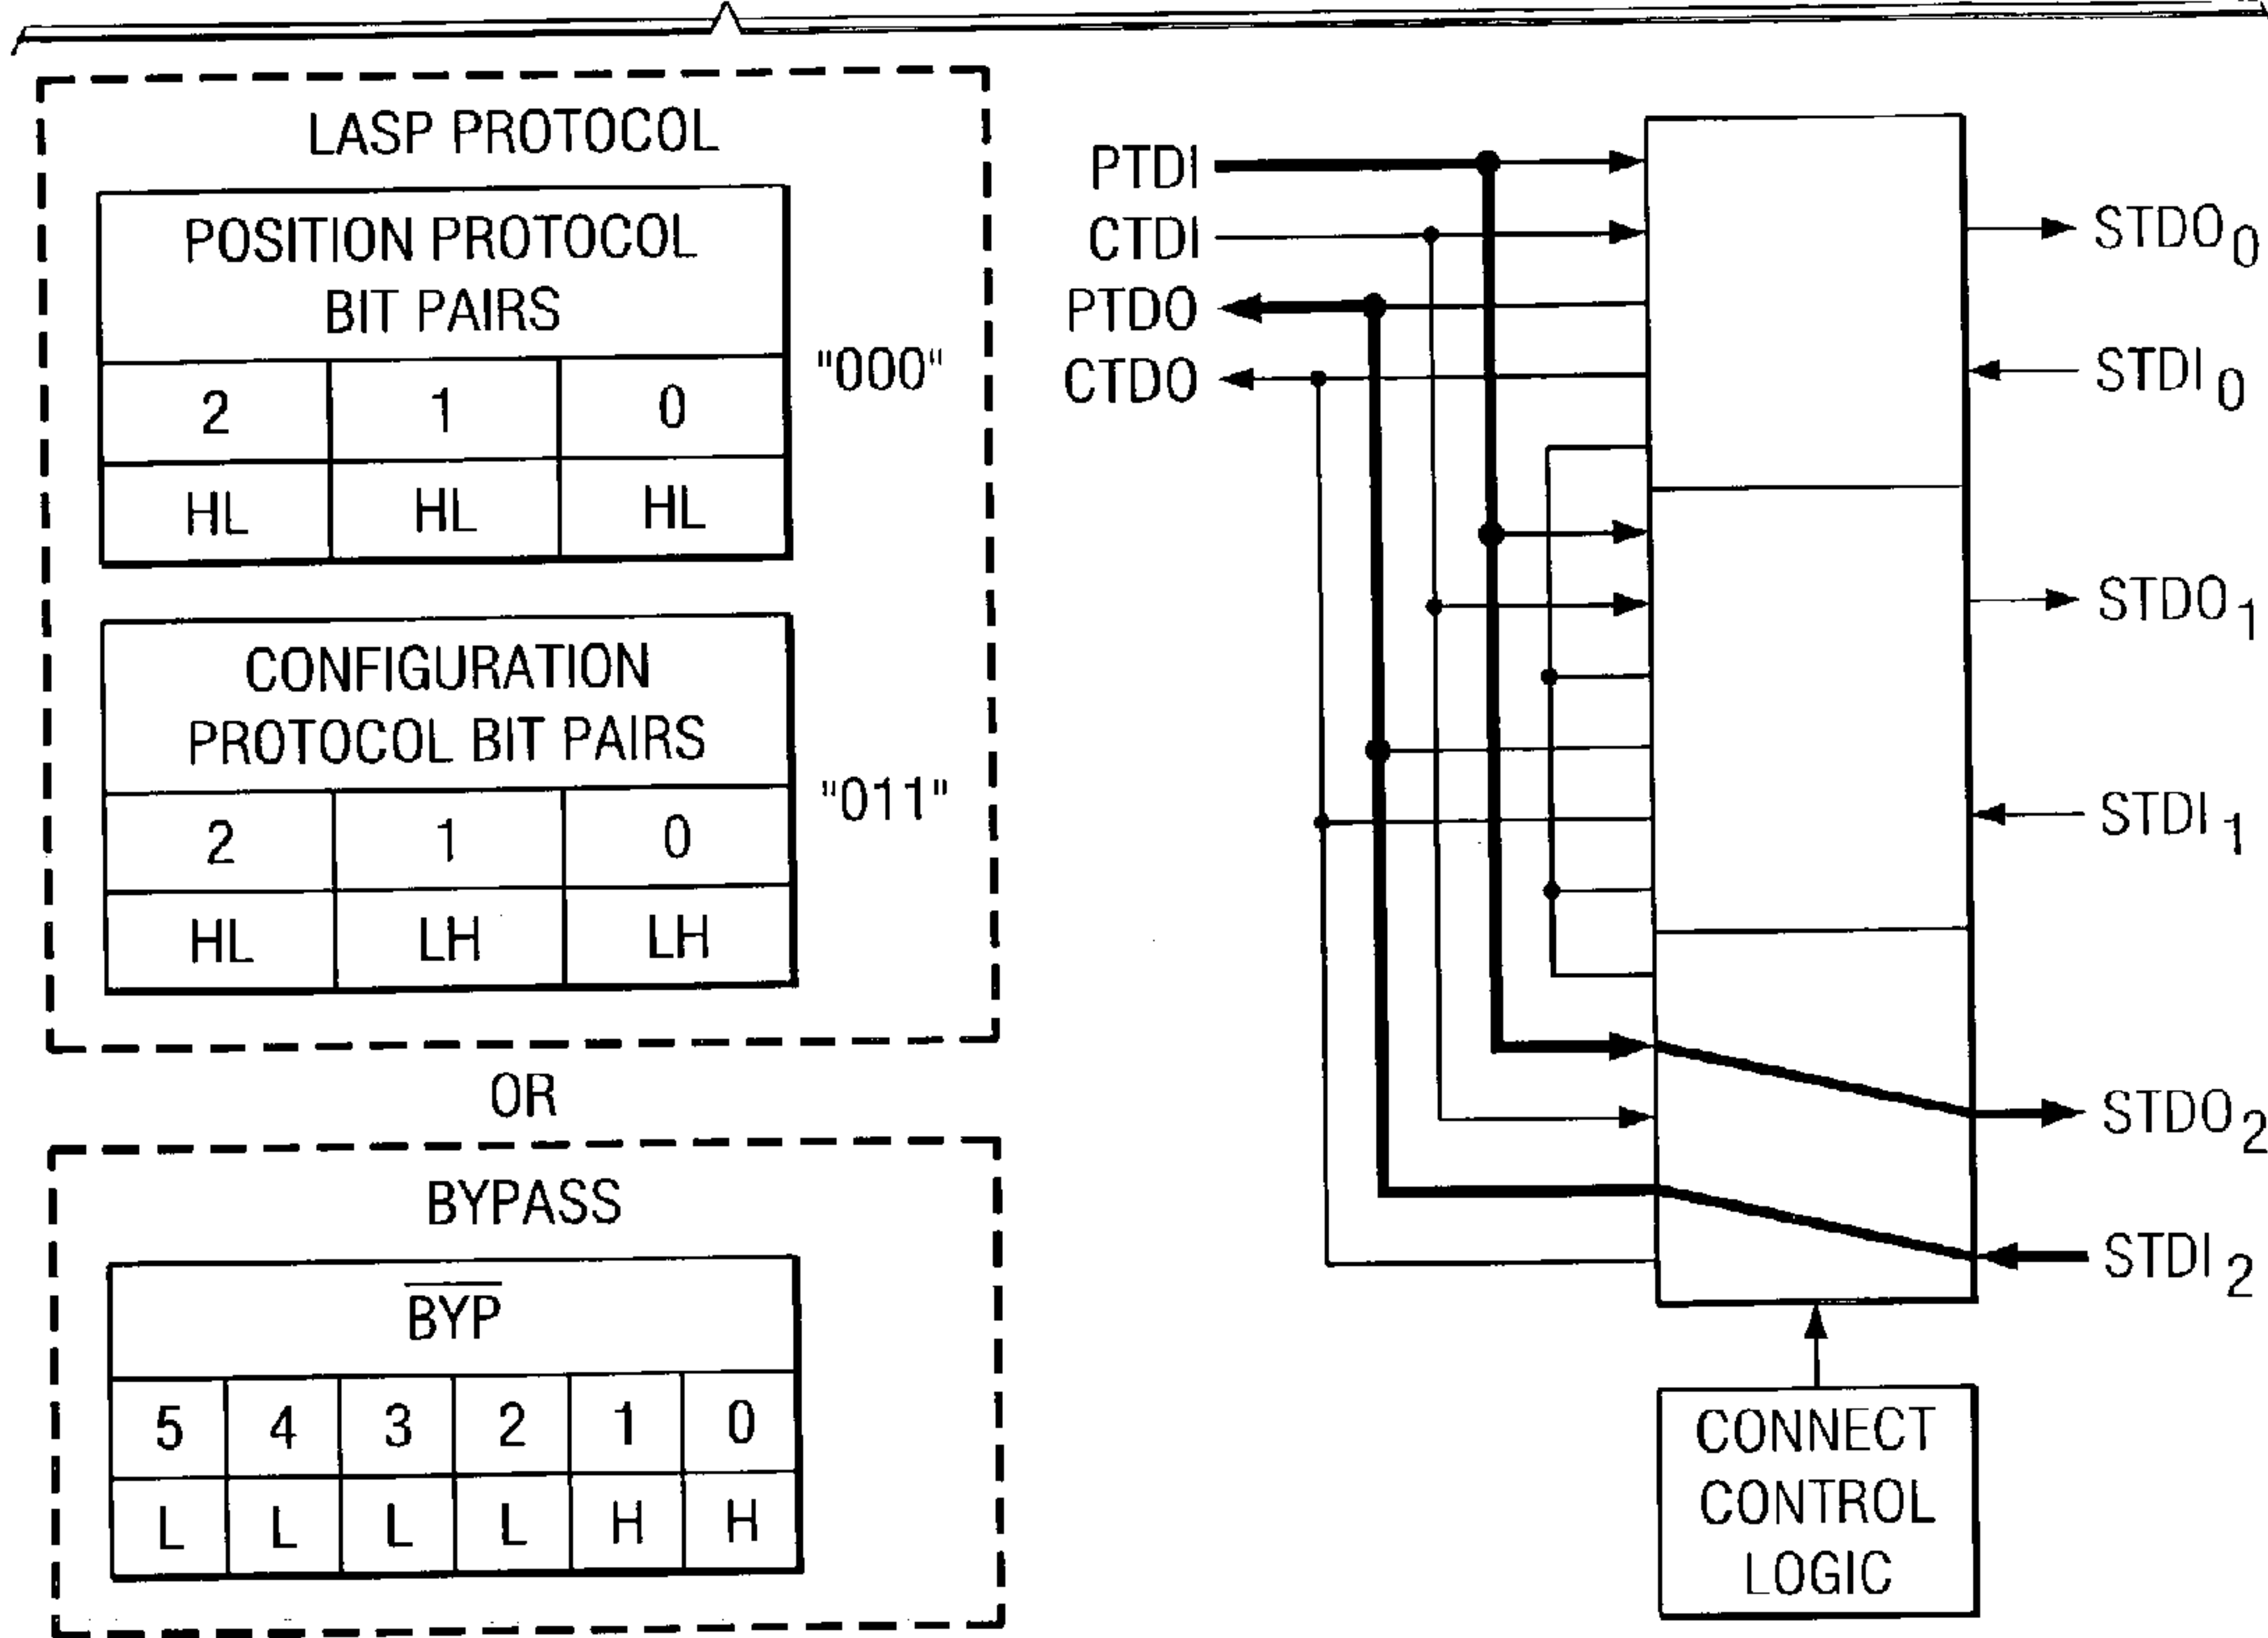 LASP PROTOCOL
POSITION PROTOCOL
BIT PAIRS
"000"
2 1 0
HL HL HL
CONFIGURATION
PROTOCOL BIT PAIRS
"011"
2 1 0
HL LH LH
OR
BYPASS
BYP
5 4 3 2 1 0
L L L L H H
PTDI
CTDI
PTDO
CTDO
STDO0
STDI0
STDO1
STDI1
STDO2
STDI2
CONNECT
CONTROL
LOGIC